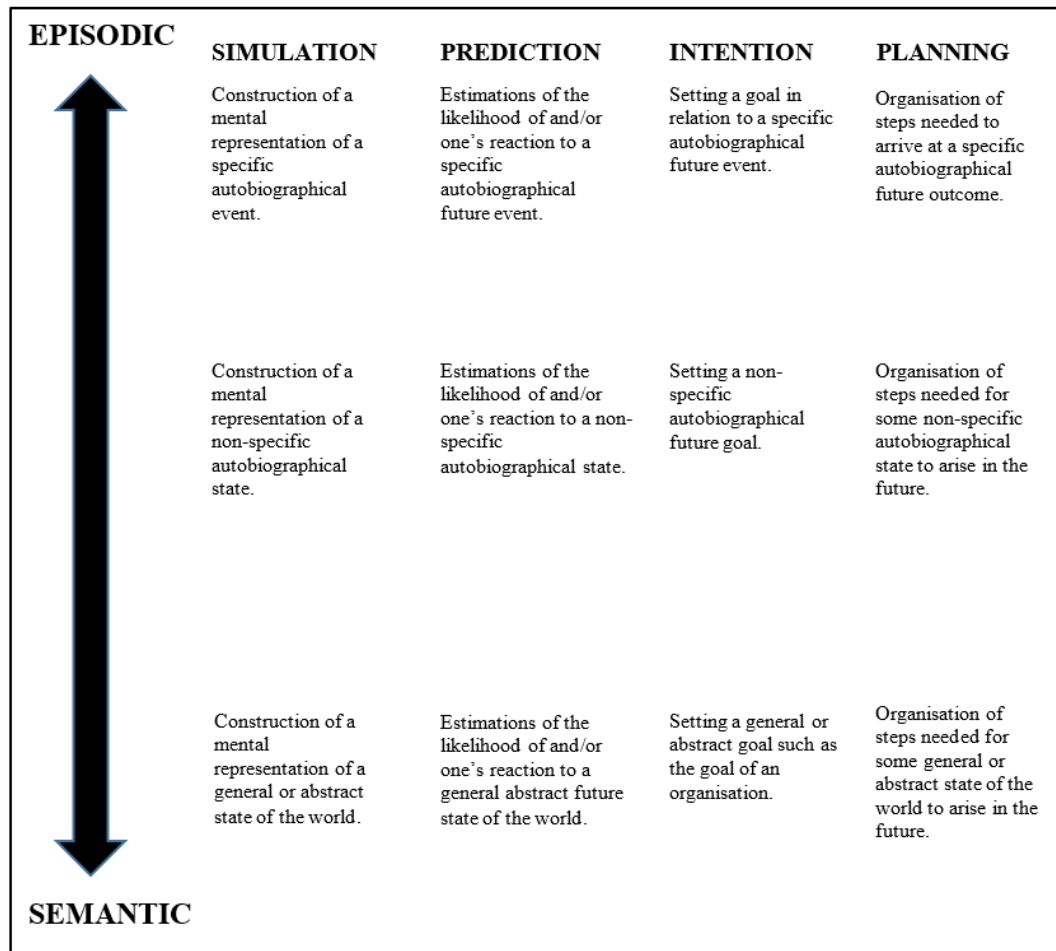 EPISODIC
SIMULATION
PREDICTION
INTENTION
PLANNING
Construction of a
mental
representation of a
specific
autobiographical
event.
Estimations of the
likelihood of and/or
one's reaction to a
specific
autobiographical
future event.
Setting a goal in
relation to a specific
autobiographical
future event.
Organisation of
steps needed to
arrive at a specific
autobiographical
future outcome.
Construction of a
mental
representation of a
non-specific
autobiographical
state.
Estimations of the
likelihood of and/or
one's reaction to a non-
specific
autobiographical state.
Setting a non-
specific
autobiographical
future goal.
Organisation of
steps needed for
some non-specific
autobiographical
state to arise in the
future.
Construction of a
mental
representation of a
general or abstract
state of the world.
Estimations of the
likelihood of and/or
one's reaction to a
general abstract future
state of the world.
Setting a general or
abstract goal such as
the goal of an
organisation.
Organisation of
steps needed for
some general or
abstract state of the
world to arise in the
future.
SEMANTIC